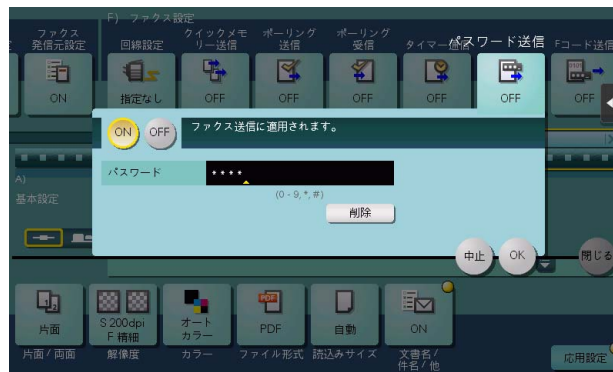 F) ファクス設定
ファクス
発信元設定
ON
回線設定
指定なし
クイックメモ
リー送信
OFF
ポーリング
送信
OFF
ポーリング
受信
OFF
タイマー通信
OFF
パスワード送信
OFF
Fコード送信
OFF
ON
OFF
ファクス送信に適用されます。
パスワード
****
(0 - 9, *, #)
削除
中止
OK
閉じる
A)
基本設定
片面
片面 / 両面
S 200dpi
F 精細
解像度
オート
カラー
カラー
PDF
PDF
ファイル形式
自動
読込みサイズ
ON
文書名/
件名/他
応用設定